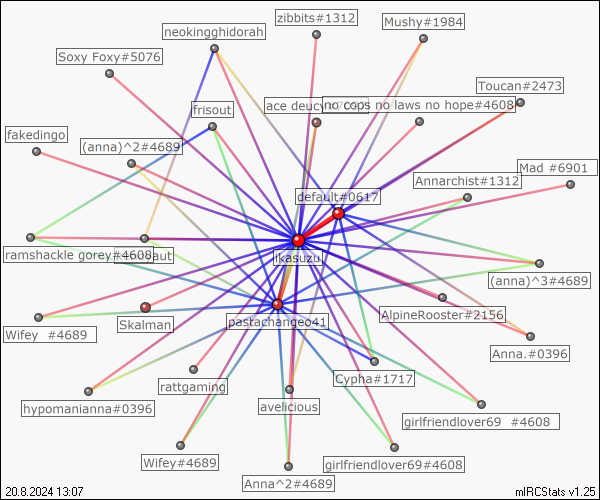 zibbits#1312
Mushy#1984
neokingghidorah
Soxy Foxy#5076
Toucan#2473
frisout
ace deucy
no cops no laws no hope#4608
fakedingo
(anna)^2#4689
Mad #6901
Annarchist#1312
default#0617
ramshackle gorey#4608
aut
ikasuzu
(anna)^3#4689
Wifey #4689
Skalman
pastachangeo41
AlpineRooster#2156
Anna.#0396
rattgaming
Cypha#1717
hypomanianna#0396
avelicious
girlfriendlover69 #4608
Wifey#4689
Anna^2#4689
girlfriendlover69#4608
20.8.2024 13:07
mIRCStats v1.25